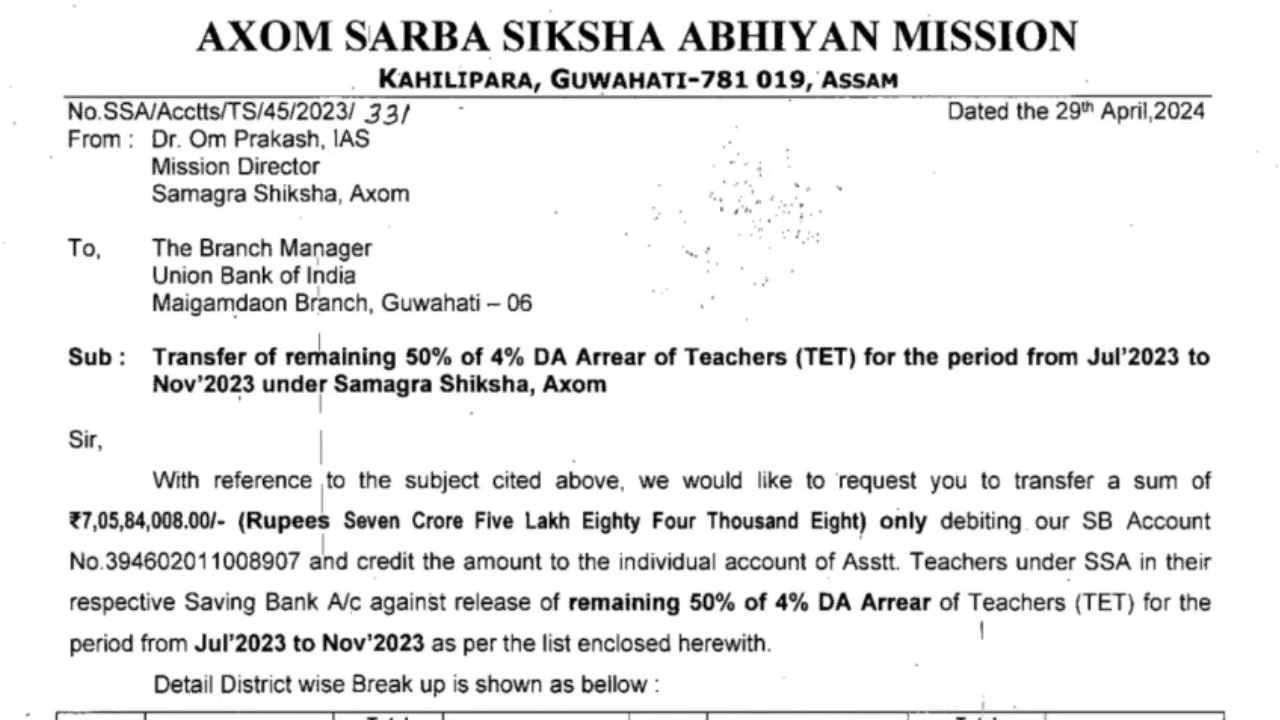 AXOM SARBA SIKSHA ABHIYAN MISSION
KAHILIPARA, GUWAHATI-781 019, ASSAM
No.SSA/Acctts/TS/45/2023/ 331
Dated the 29th April,2024
From : Dr. Om Prakash, IAS
Mission Director
Samagra Shiksha, Axom
To, The Branch Manager
Union Bank of India
Maigamdaon Branch, Guwahati – 06
Sub : Transfer of remaining 50% of 4% DA Arrear of Teachers (TET) for the period from Jul'2023 to
Nov'2023 under Samagra Shiksha, Axom
Sir,
With reference to the subject cited above, we would like to request you to transfer a sum of
₹7,05,84,008.00/- (Rupees Seven Crore Five Lakh Eighty Four Thousand Eight) only debiting our SB Account
No.394602011008907 and credit the amount to the individual account of Asstt. Teachers under SSA in their
respective Saving Bank A/c against release of remaining 50% of 4% DA Arrear of Teachers (TET) for the
period from Jul'2023 to Nov'2023 as per the list enclosed herewith.
Detail District wise Break up is shown as bellow :